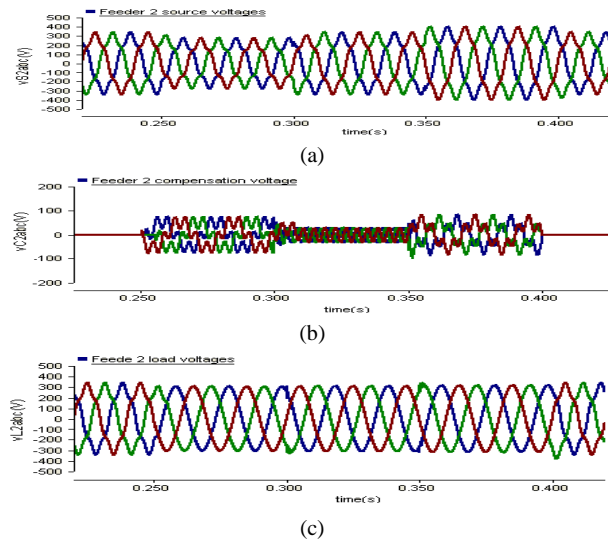 Feeder 2 source voltages
500
400
300
200
100
0
-100
-200
-300
-400
-500
vS2abc(V)
0.250 0.300 0.350 0.400
time(s)
(a)
Feeder 2 compensation voltage
200
100
0
-100
-200
vC2abc(V)
0.250 0.300 0.350 0.400
time(s)
(b)
Feede 2 load voltages
500
400
300
200
100
0
-100
-200
-300
-400
-500
vL2abc(V)
0.250 0.300 0.350 0.400
time(s)
(c)